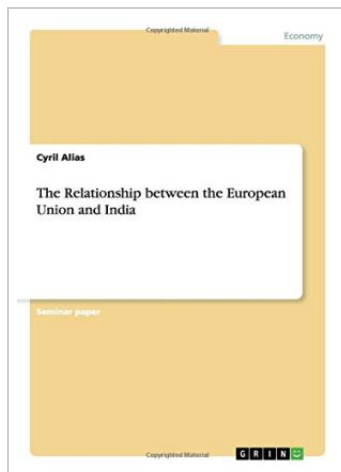 Copyrighted Material
Economy
Cyril Alias
The Relationship between the European
Union and India
Seminar paper
Copyrighted Material
GRIN